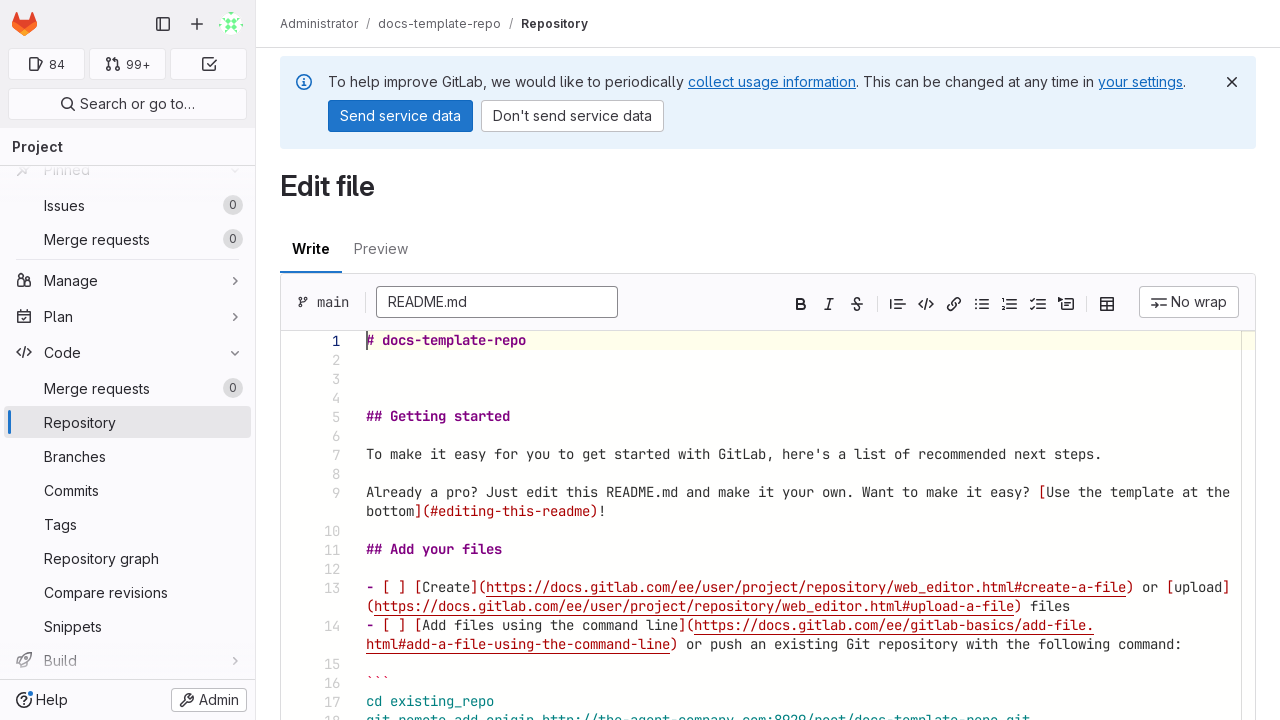 84
99+
Search or go to…
Project
Pinned
Issues 0
Merge requests 0
Manage
Plan
Code
Merge requests 0
Repository
Branches
Commits
Tags
Repository graph
Compare revisions
Snippets
Build
Help
Admin
Administrator / docs-template-repo / Repository
To help improve GitLab, we would like to periodically collect usage information. This can be changed at any time in your settings.
Send service data Don't send service data
Edit file
Write Preview
main README.md No wrap
1 # docs-template-repo
2
3
4
5 ## Getting started
6
7 To make it easy for you to get started with GitLab, here's a list of recommended next steps.
8
9 Already a pro? Just edit this README.md and make it your own. Want to make it easy? [Use the template at the
bottom](#editing-this-readme)!
10
11 ## Add your files
12
13 - [ ] [Create](https://docs.gitlab.com/ee/user/project/repository/web_editor.html#create-a-file) or [upload]
(https://docs.gitlab.com/ee/user/project/repository/web_editor.html#upload-a-file) files
14 - [ ] [Add files using the command line](https://docs.gitlab.com/ee/gitlab-basics/add-file.
html#add-a-file-using-the-command-line) or push an existing Git repository with the following command:
15
16 ```
17 cd existing_repo
18 git remote add origin http://the-agent-company.com:8929/root/docs-template-repo.git